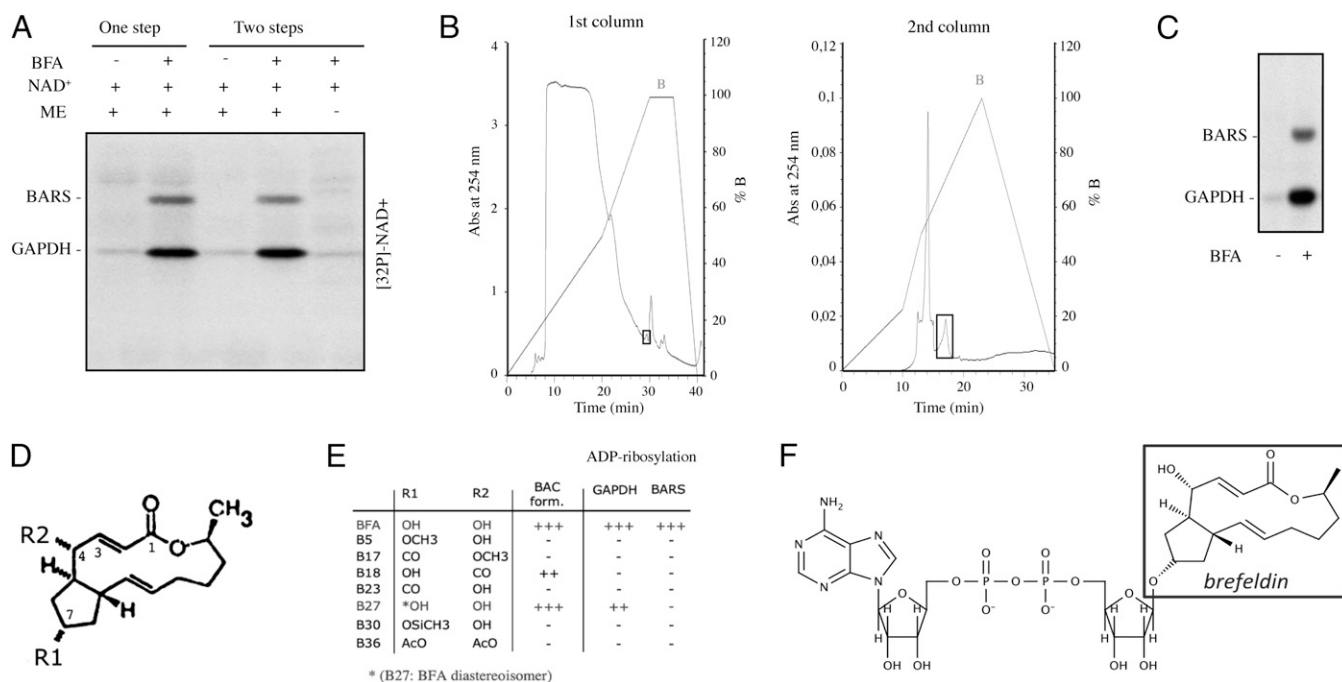 A
One step Two steps
BFA - + - + +
NAD+ + + + + +
ME + + + + -
BARS -
GAPDH -
[32P]-NAD+
B
1st column
4
3
2
1
0
Abs at 254 nm
120
100
80
60
40
20
0
% B
B
0 10 20 30 40
Time (min)
2nd column
0,12
0,1
0,08
0,06
0,04
0,02
0
Abs at 254 nm
120
100
80
60
40
20
0
% B
B
0 10 20 30
Time (min)
C
BARS -
GAPDH -
BFA - +
D
O
R2 4 3 1 O CH3
H
H
7
R1
E
ADP-ribosylation
R1 R2 BAC form. GAPDH BARS
BFA OH OH +++ +++ +++
B5 OCH3 OH - - -
B17 CO OCH3 - - -
B18 OH CO ++ - -
B23 CO OH - - -
B27 *OH OH +++ ++ -
B30 OSiCH3 OH - - -
B36 AcO AcO - - -
* (B27: BFA diastereoisomer)
F
NH2
N N
N N
O P O P O
O O
O- O-
O O
H H H H
H H H H
OH OH OH OH
O
HO
O
H
H
O
brefeldin